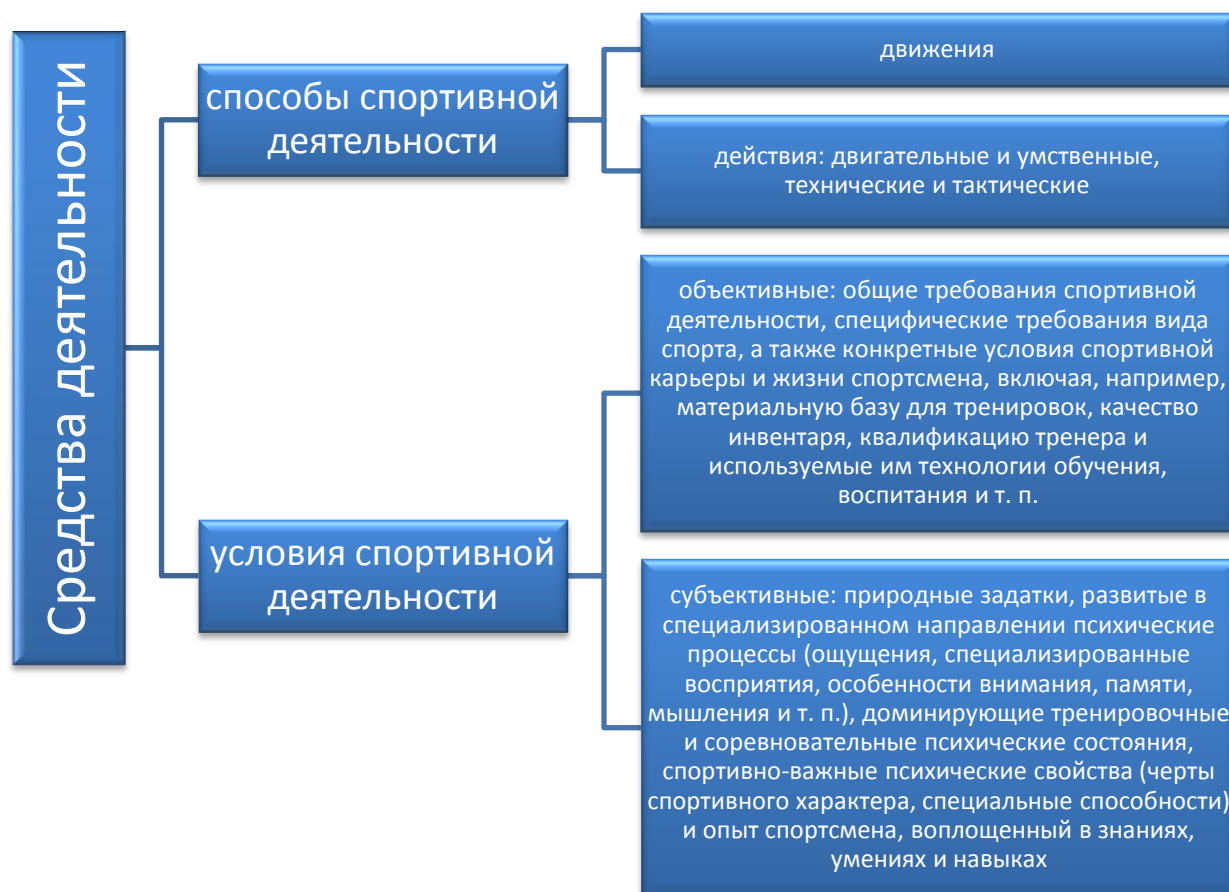 Средства деятельности
способы спортивной
деятельности
движения
действия: двигательные и умственные,
технические и тактические
условия спортивной
деятельности
объективные: общие требования спортивной
деятельности, специфические требования вида
спорта, а также конкретные условия спортивной
карьеры и жизни спортсмена, включая, например,
материальную базу для тренировок, качество
инвентаря, квалификацию тренера и
используемые им технологии обучения,
воспитания и т. п.
субъективные: природные задатки, развитые в
специализированном направлении психические
процессы (ощущения, специализированные
восприятия, особенности внимания, памяти,
мышления и т. п.), доминирующие тренировочные
и соревновательные психические состояния,
спортивно-важные психические свойства (черты
спортивного характера, специальные способности)
и опыт спортсмена, воплощенный в знаниях,
умениях и навыках